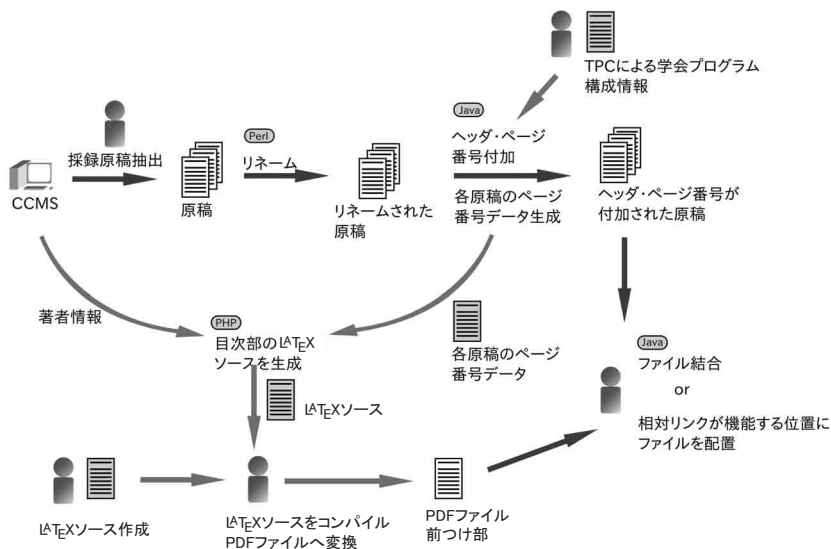 TPCによる学会プログラム
構成情報
Java
ヘッダ・ページ
番号付加
Perl
採録原稿抽出
リネーム
CCMS
原稿
リネームされた
原稿
各原稿のページ
番号データ生成
ヘッダ・ページ番号が
付加された原稿
著者情報
PHP
目次部のLATEX
ソースを生成
各原稿のページ
番号データ
Java
ファイル結合
or
相対リンクが機能する位置に
ファイルを配置
LATEXソース
LATEXソース作成
LATEXソースをコンパイル
PDFファイルへ変換
PDFファイル
前つけ部